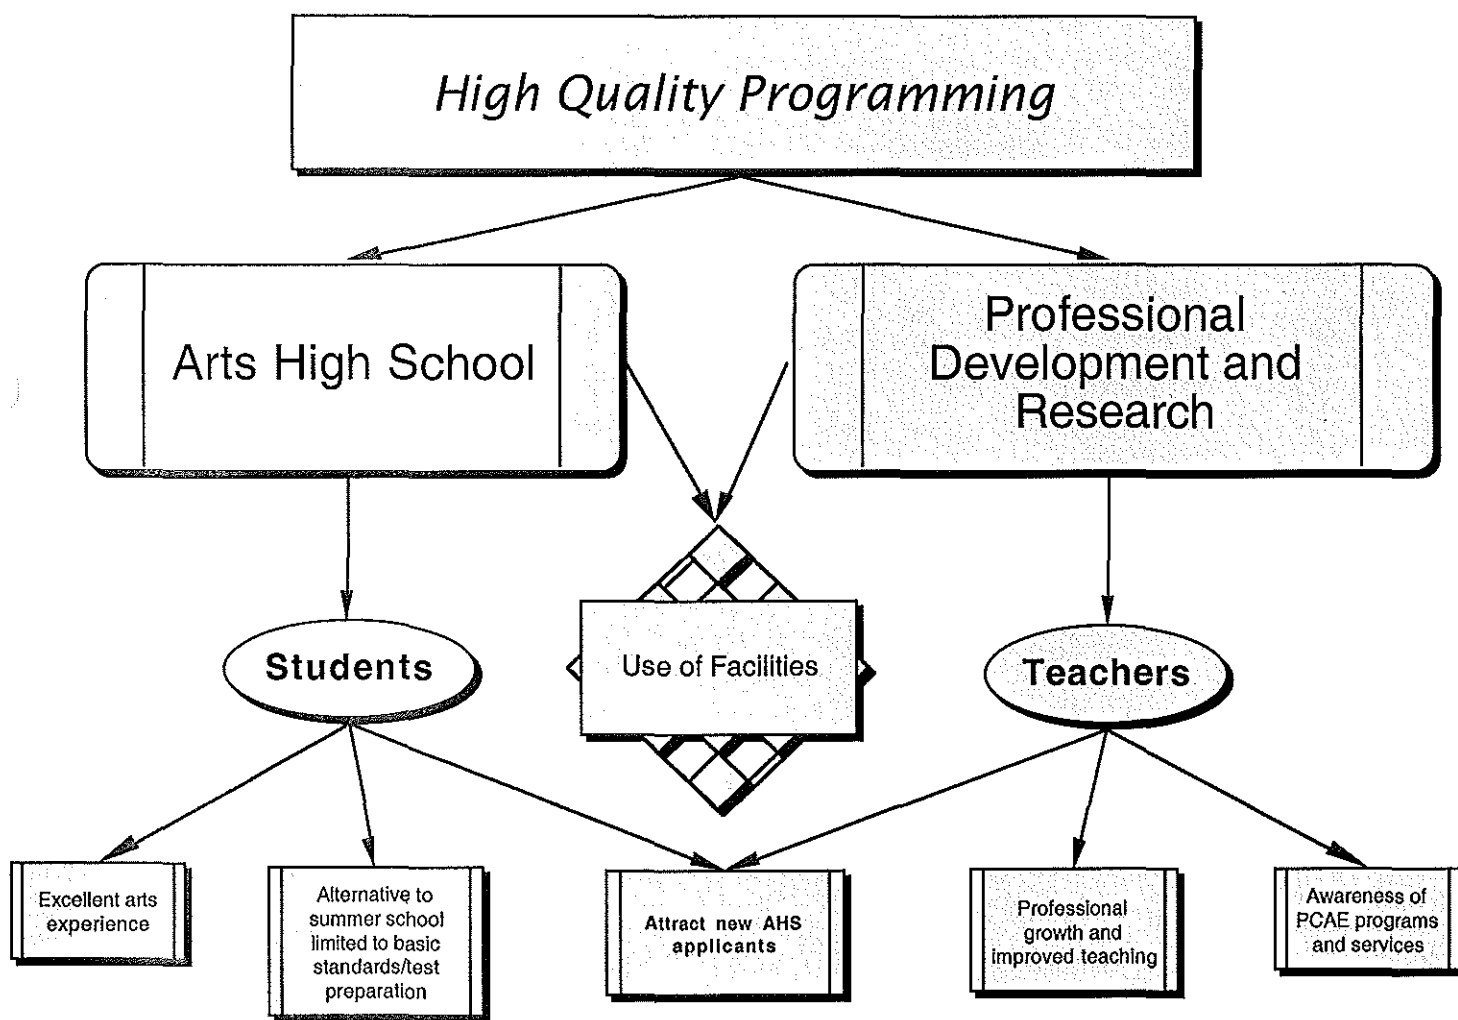 High Quality Programming
Arts High School
Professional
Development and
Research
Students
Use of Facilities
Teachers
Excellent arts
experience
Alternative to
summer school
limited to basic
standards/test
preparation
Attract new AHS
applicants
Professional
growth and
improved teaching
Awareness of
PCAE programs
and services